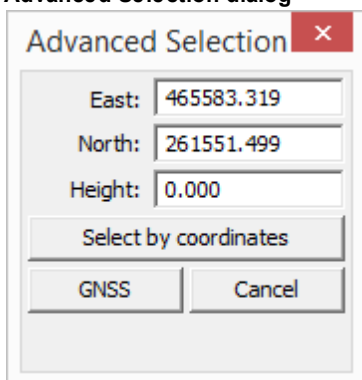 Advanced Selection dialog
Advanced Selection ×
East: 465583.319
North: 261551.499
Height: 0.000
Select by coordinates
GNSS Cancel